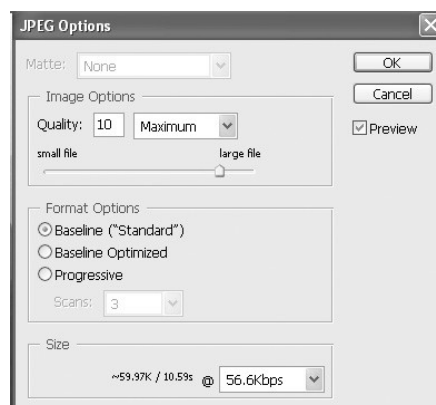 JPEG Options
Matte: None
OK
Image Options
Cancel
Quality: 10 Maximum
Preview
small file large file
Format Options
Baseline ("Standard")
Baseline Optimized
Progressive
Scans: 3
Size
~59.97K / 10.59s @ 56.6Kbps